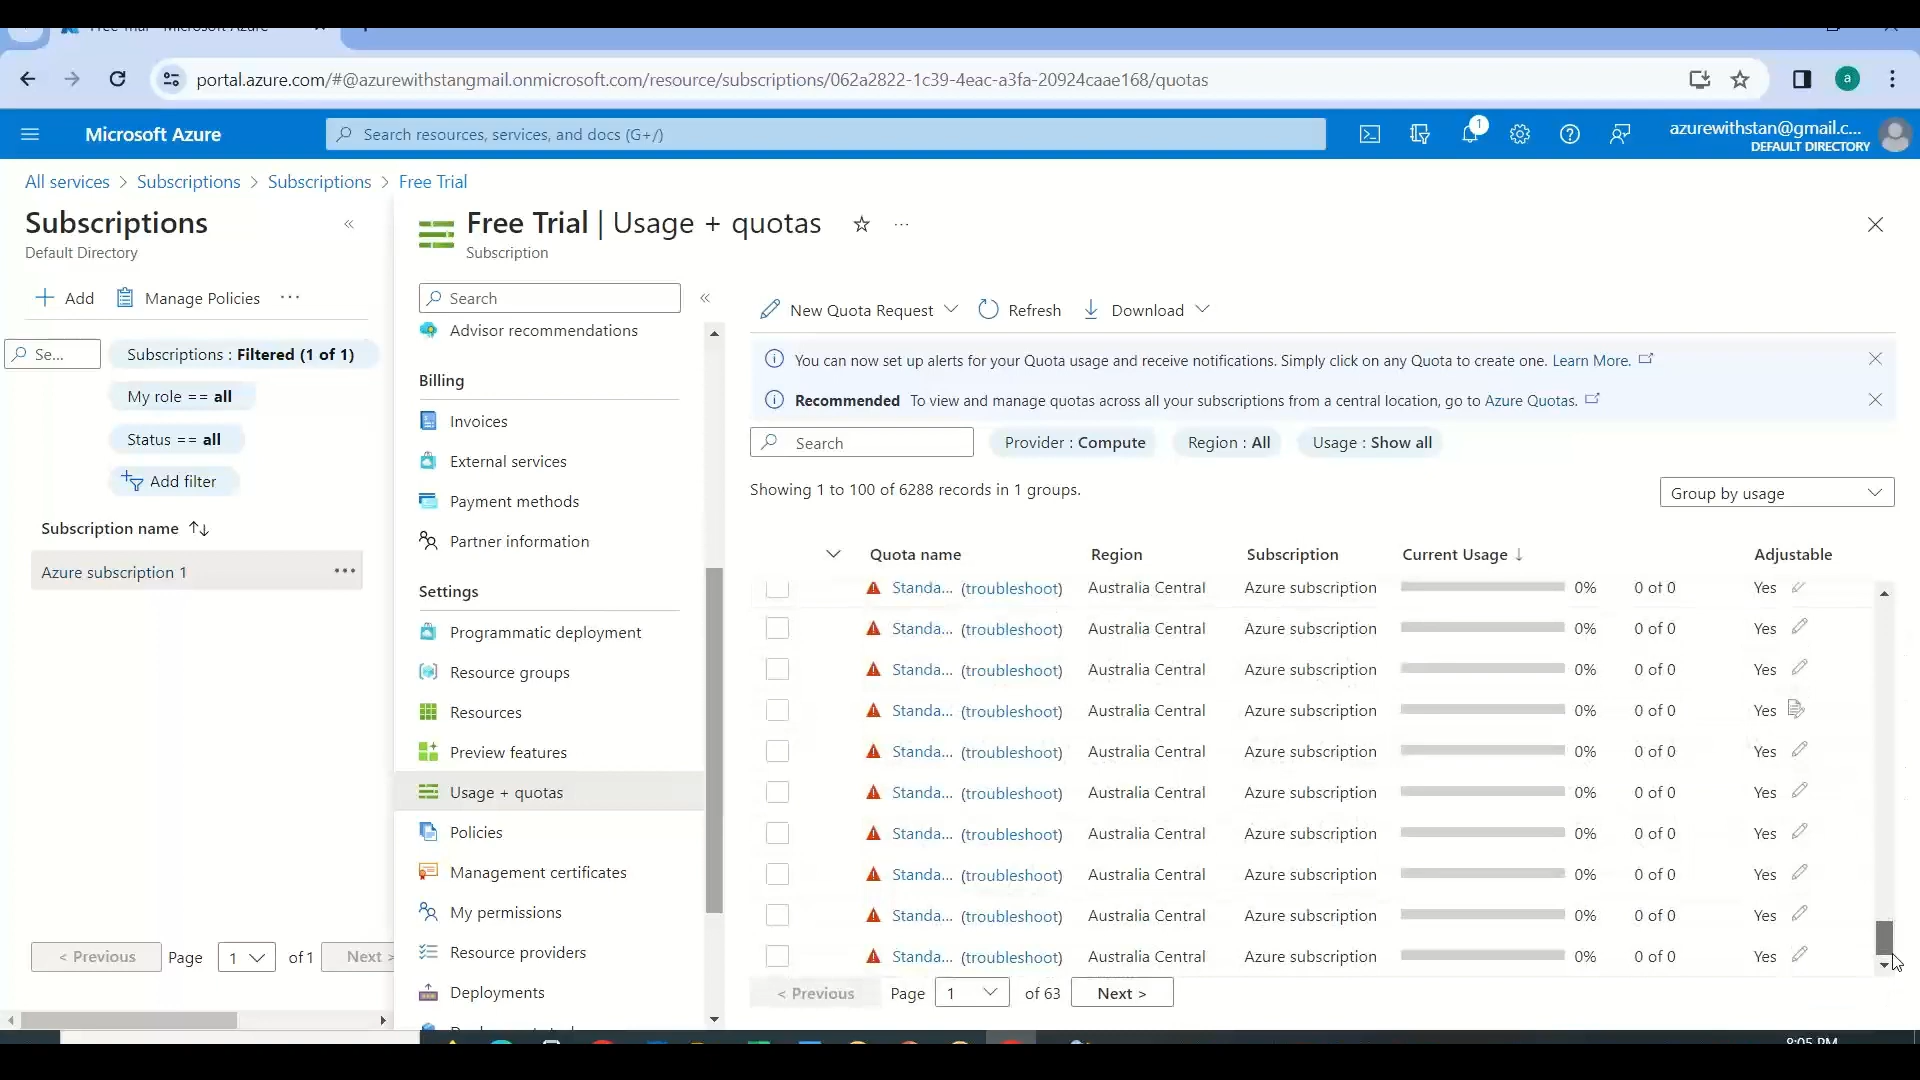 portal.azure.com/#@azurewithstangmail.onmicrosoft.com/resource/subscriptions/062a2822-1c39-4eac-a3fa-20924caae168/quotas
a
Microsoft Azure
Search resources, services, and docs (G+/)
1
azurewithstan@gmail.c...
DEFAULT DIRECTORY
All services > Subscriptions > Subscriptions > Free Trial
Subscriptions
Default Directory
Add
Manage Policies
Se...
Subscriptions : Filtered (1 of 1)
My role == all
Status == all
Add filter
Subscription name
Azure subscription 1
< Previous Page 1 of 1 Next >
Free Trial | Usage + quotas
Subscription
Search
Advisor recommendations
Billing
Invoices
External services
Payment methods
Partner information
Settings
Programmatic deployment
Resource groups
Resources
Preview features
Usage + quotas
Policies
Management certificates
My permissions
Resource providers
Deployments
New Quota Request
Refresh
Download
You can now set up alerts for your Quota usage and receive notifications. Simply click on any Quota to create one. Learn More.
Recommended To view and manage quotas across all your subscriptions from a central location, go to Azure Quotas.
Search
Provider : Compute
Region : All
Usage : Show all
Showing 1 to 100 of 6288 records in 1 groups.
Group by usage
Quota name Region Subscription Current Usage ↓ Adjustable
Standa... (troubleshoot) Australia Central Azure subscription 0% 0 of 0 Yes
Standa... (troubleshoot) Australia Central Azure subscription 0% 0 of 0 Yes
Standa... (troubleshoot) Australia Central Azure subscription 0% 0 of 0 Yes
Standa... (troubleshoot) Australia Central Azure subscription 0% 0 of 0 Yes
Standa... (troubleshoot) Australia Central Azure subscription 0% 0 of 0 Yes
Standa... (troubleshoot) Australia Central Azure subscription 0% 0 of 0 Yes
Standa... (troubleshoot) Australia Central Azure subscription 0% 0 of 0 Yes
Standa... (troubleshoot) Australia Central Azure subscription 0% 0 of 0 Yes
Standa... (troubleshoot) Australia Central Azure subscription 0% 0 of 0 Yes
Standa... (troubleshoot) Australia Central Azure subscription 0% 0 of 0 Yes
< Previous Page 1 of 63 Next >
8:05 PM